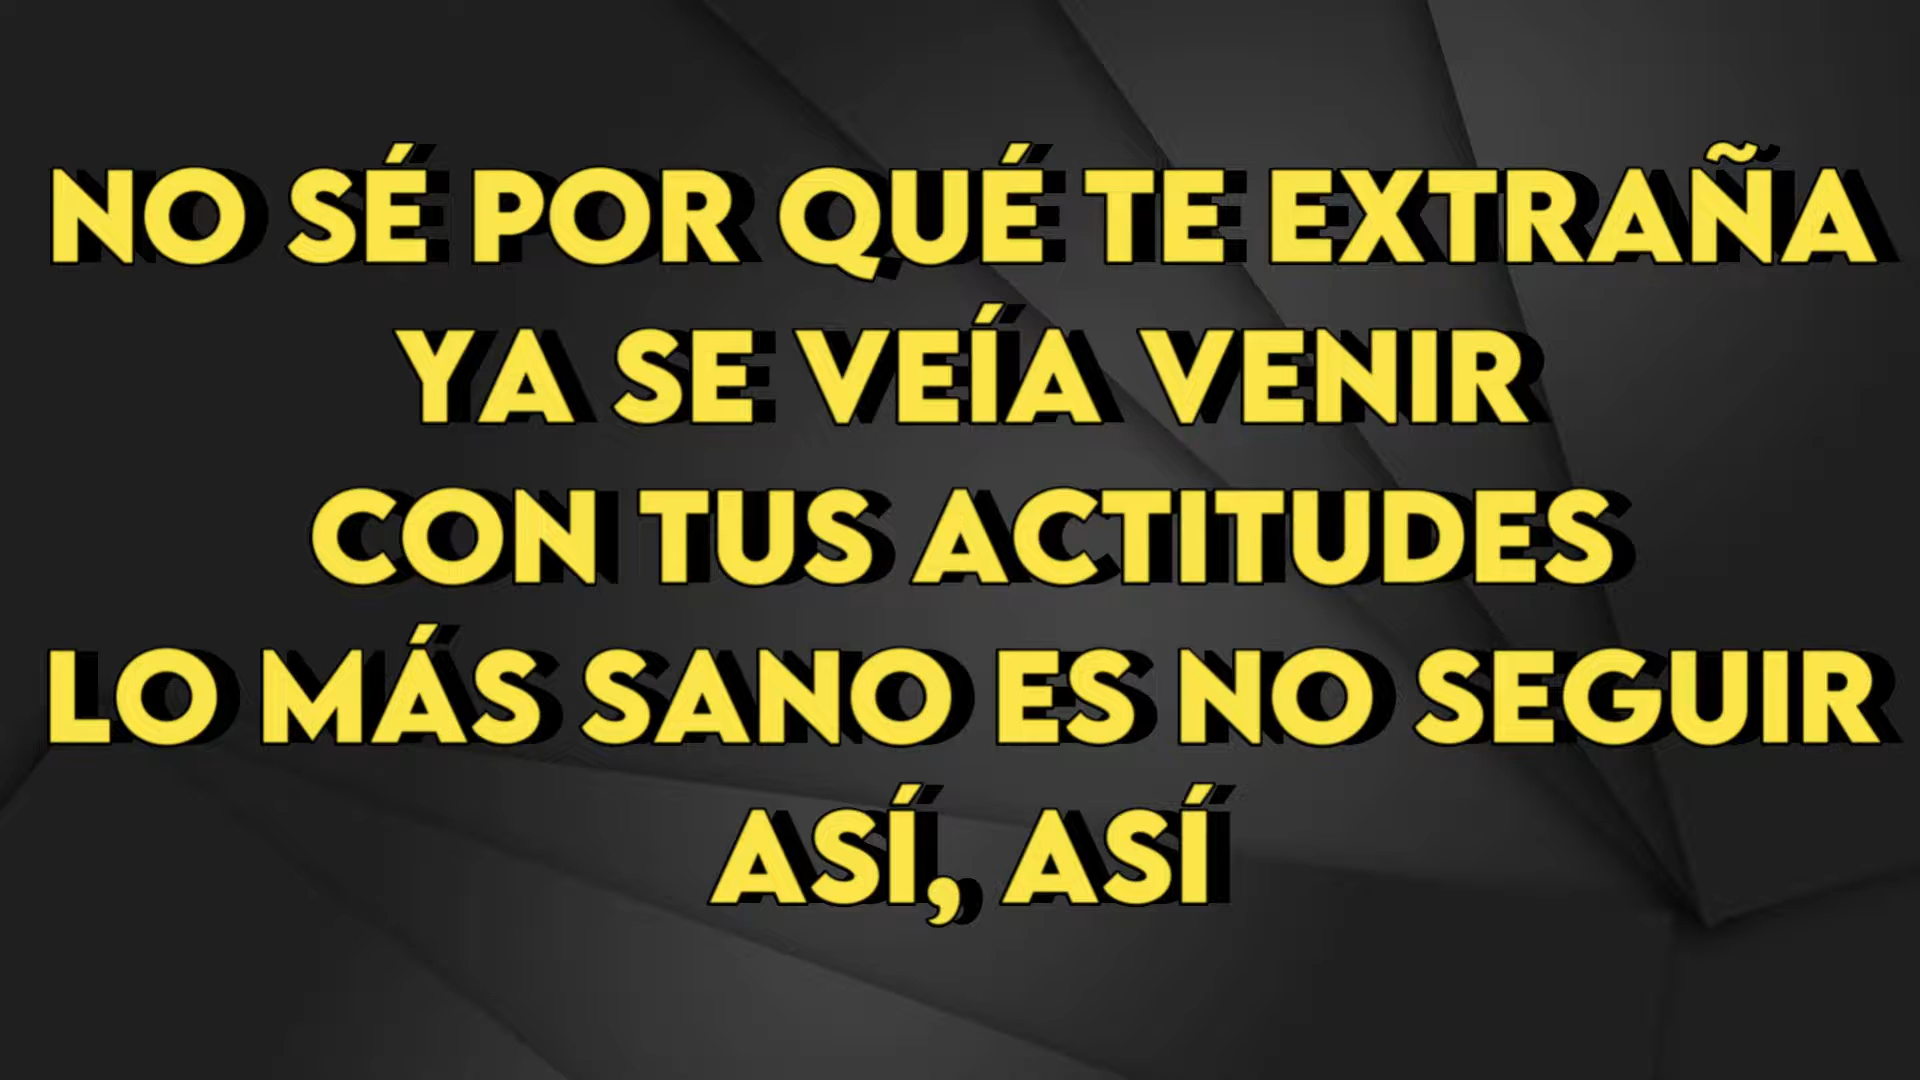 NO SÉ POR QUÉ TE EXTRAÑA
YA SE VEÍA VENIR
CON TUS ACTITUDES
LO MÁS SANO ES NO SEGUIR
ASÍ, ASÍ